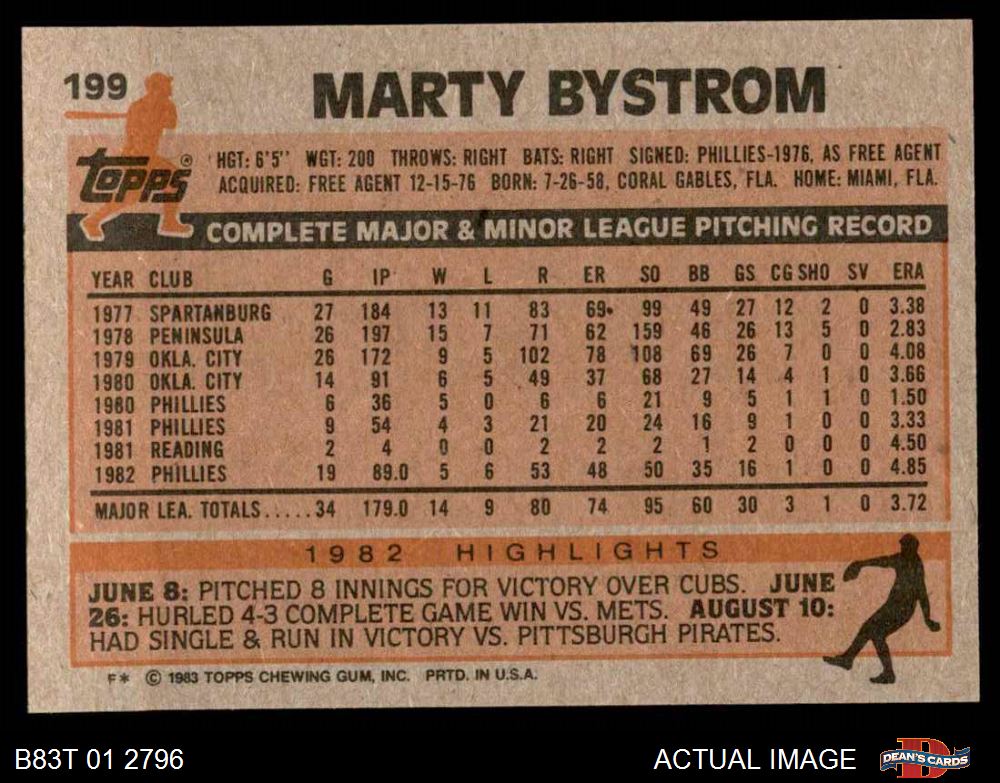 199 MARTY BYSTROM
TOPPS ®
HGT: 6'5" WGT: 200 THROWS: RIGHT BATS: RIGHT SIGNED: PHILLIES-1976, AS FREE AGENT
ACQUIRED: FREE AGENT 12-15-76 BORN: 7-26-58, CORAL GABLES, FLA. HOME: MIAMI, FLA.
COMPLETE MAJOR & MINOR LEAGUE PITCHING RECORD
YEAR CLUB G IP W L R ER SO BB GS CG SHO SV ERA
1977 SPARTANBURG 27 184 13 11 83 69 99 49 27 12 2 0 3.38
1978 PENINSULA 26 197 15 7 71 62 159 46 26 13 5 0 2.83
1979 OKLA. CITY 26 172 9 5 102 78 108 69 26 7 0 0 4.08
1980 OKLA. CITY 14 91 6 5 49 37 68 27 14 4 1 0 3.66
1980 PHILLIES 6 36 5 0 6 6 21 9 5 1 1 0 1.50
1981 PHILLIES 9 54 4 3 21 20 24 16 9 1 0 0 3.33
1981 READING 2 4 0 0 2 2 2 1 2 0 0 0 4.50
1982 PHILLIES 19 89.0 5 6 53 48 50 35 16 1 0 0 4.85
MAJOR LEA. TOTALS.....34 179.0 14 9 80 74 95 60 30 3 1 0 3.72
1982 HIGHLIGHTS
JUNE 8: PITCHED 8 INNINGS FOR VICTORY OVER CUBS. JUNE
26: HURLED 4-3 COMPLETE GAME WIN VS. METS. AUGUST 10:
HAD SINGLE & RUN IN VICTORY VS. PITTSBURGH PIRATES.
F* © 1983 TOPPS CHEWING GUM, INC. PRTD. IN U.S.A.
B83T 01 2796 ACTUAL IMAGE DEAN'S CARDS